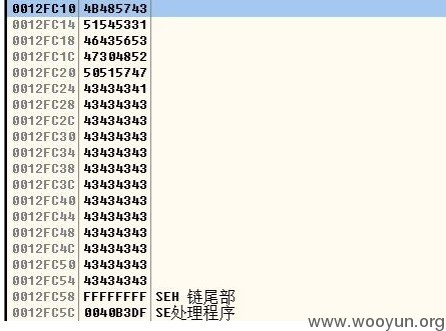 0012FC10 4B485743
0012FC14 51545331
0012FC18 46435653
0012FC1C 47304852
0012FC20 50515747
0012FC24 43434341
0012FC28 43434343
0012FC2C 43434343
0012FC30 43434343
0012FC34 43434343
0012FC38 43434343
0012FC3C 43434343
0012FC40 43434343
0012FC44 43434343
0012FC48 43434343
0012FC4C 43434343
0012FC50 43434343
0012FC54 43434343
0012FC58 FFFFFFFF SEH 链尾部
0012FC5C 0040B3DF SE处理程序
www.wooyun.org